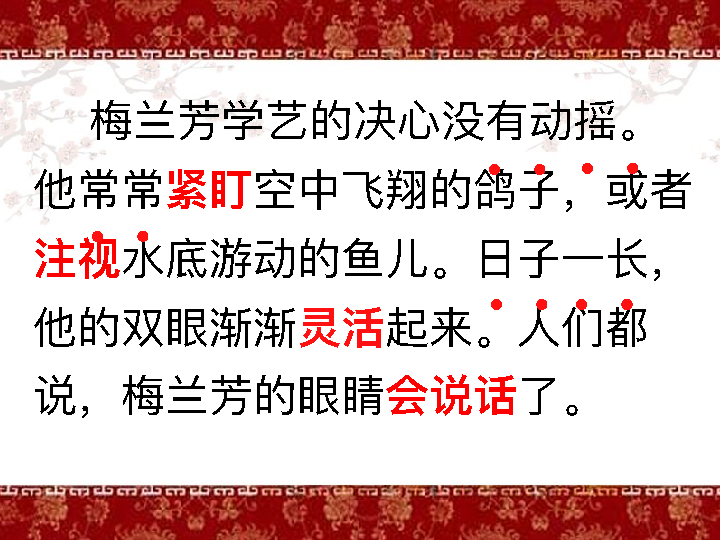 梅兰芳学艺的决心没有动摇。
他常常紧盯空中飞翔的鸽子，或者
注视水底游动的鱼儿。日子一长，
他的双眼渐渐灵活起来。人们都
说，梅兰芳的眼睛会说话了。